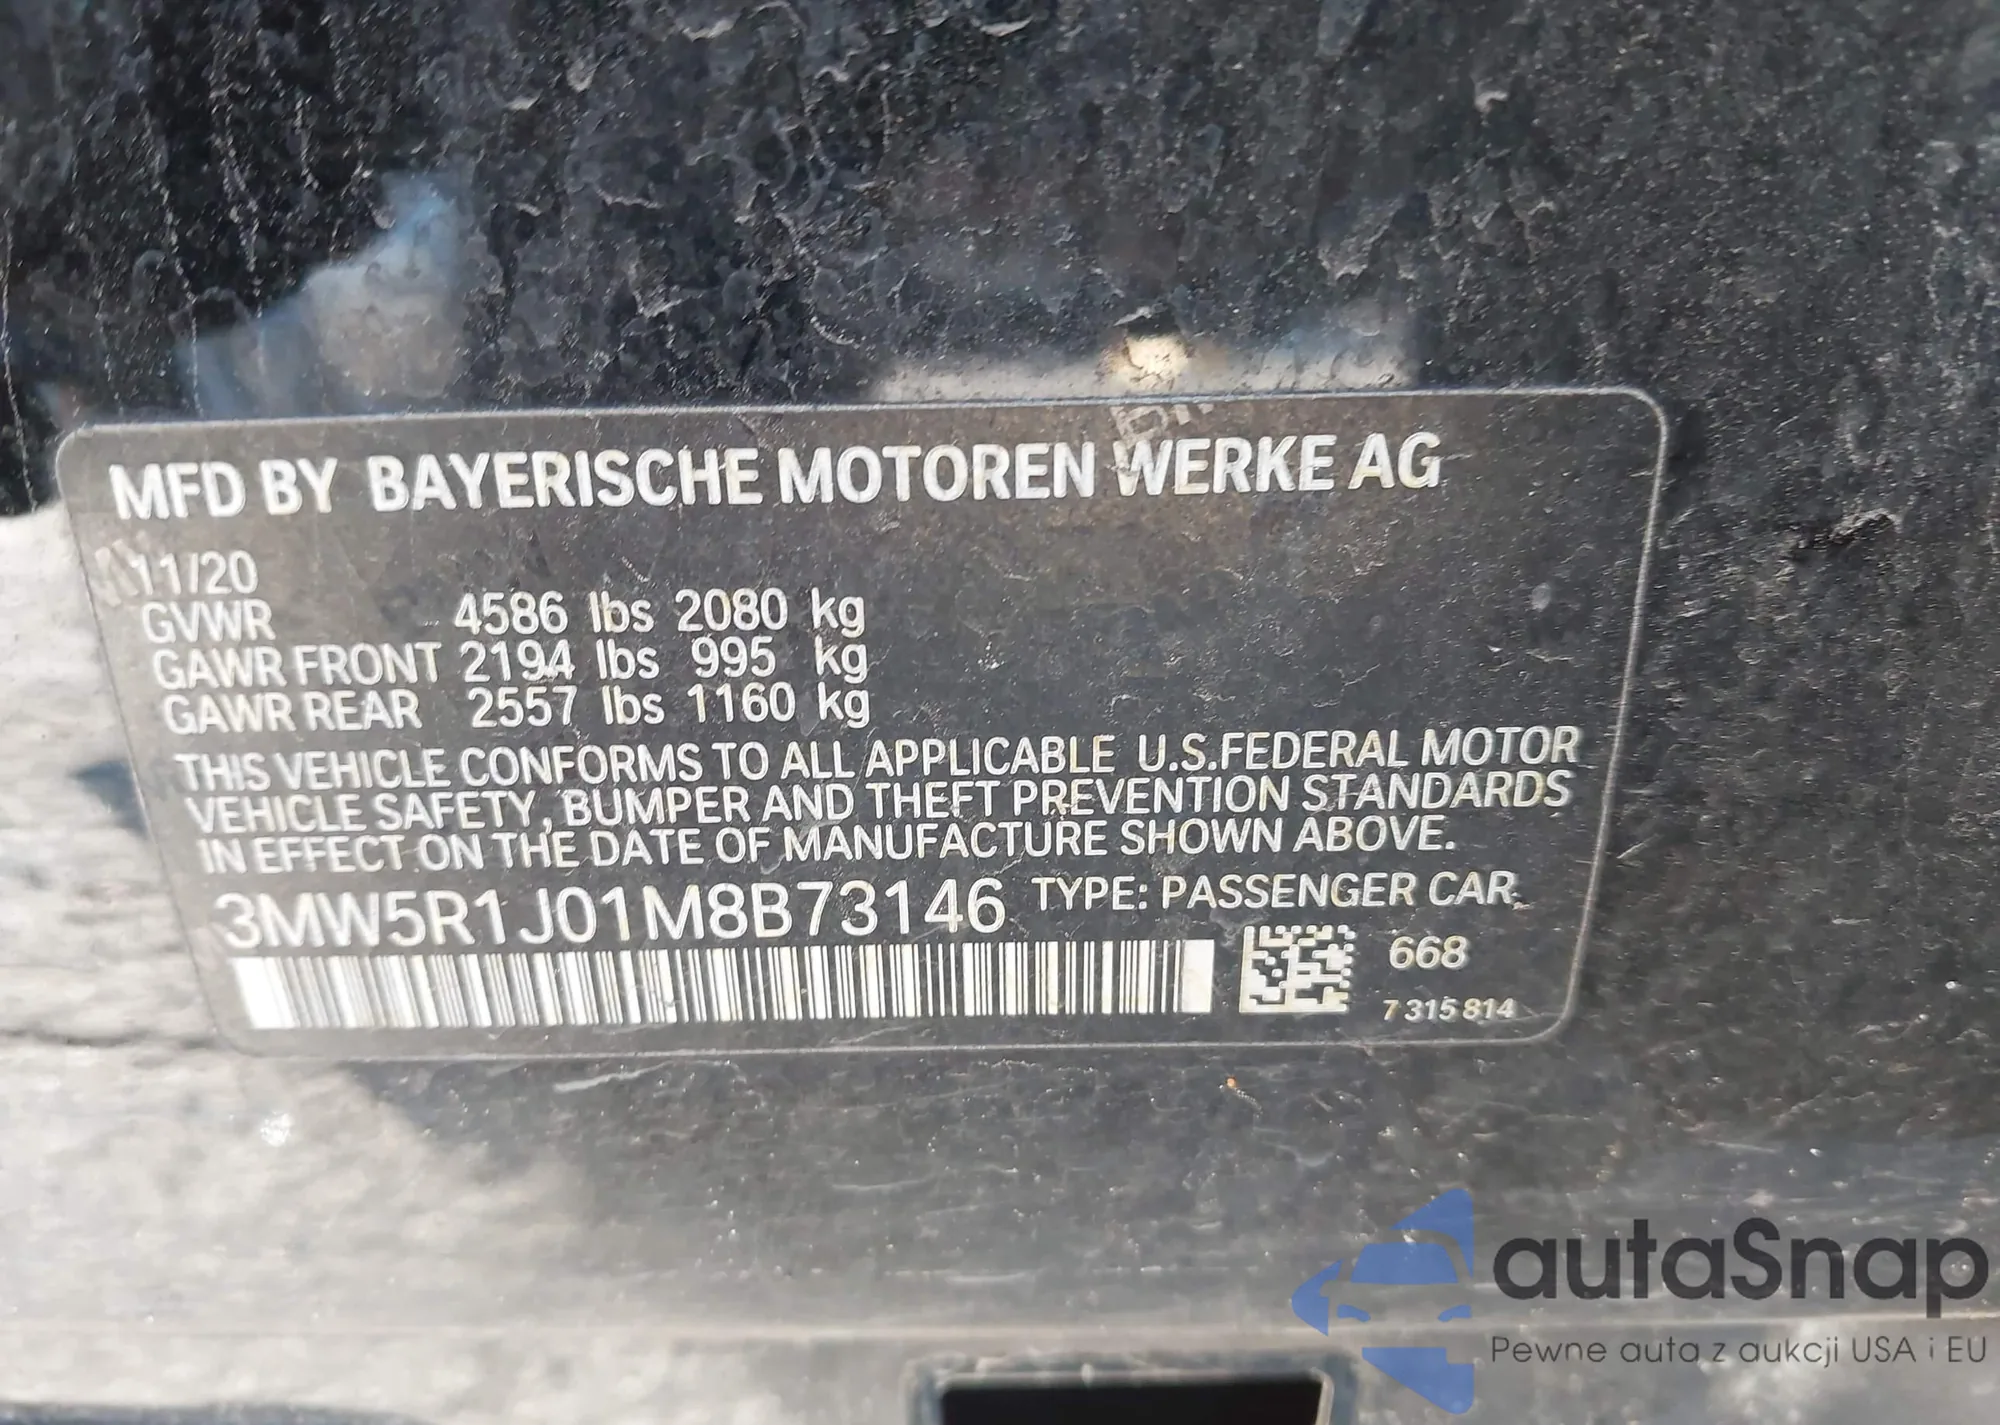 MFD BY BAYERISCHE MOTOREN WERKE AG
11/20
GVWR 4586 lbs 2080 kg
GAWR FRONT 2194 lbs 995 kg
GAWR REAR 2557 lbs 1160 kg
THIS VEHICLE CONFORMS TO ALL APPLICABLE U.S.FEDERAL MOTOR
VEHICLE SAFETY, BUMPER AND THEFT PREVENTION STANDARDS
IN EFFECT ON THE DATE OF MANUFACTURE SHOWN ABOVE.
3MW5R1J01M8B73146 TYPE: PASSENGER CAR
668
7 315 814
autaSnap
Pewne auta z aukcji USA i EU